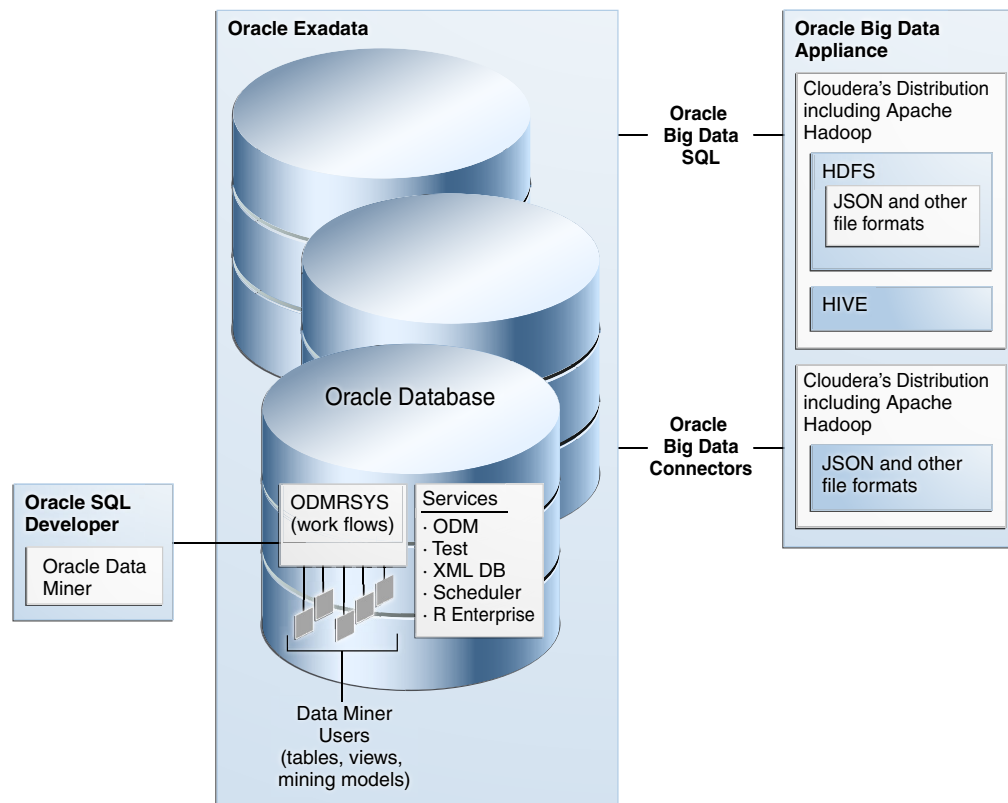 Oracle Exadata
Oracle Database
ODMRSYS
(work flows)
Services
· ODM
· Test
· XML DB
· Scheduler
· R Enterprise
Data Miner
Users
(tables, views,
mining models)
Oracle SQL
Developer
Oracle Data
Miner
Oracle
Big Data
SQL
Oracle
Big Data
Connectors
Oracle Big Data
Appliance
Cloudera's Distribution
including Apache
Hadoop
HDFS
JSON and other
file formats
HIVE
Cloudera's Distribution
including Apache
Hadoop
JSON and other
file formats